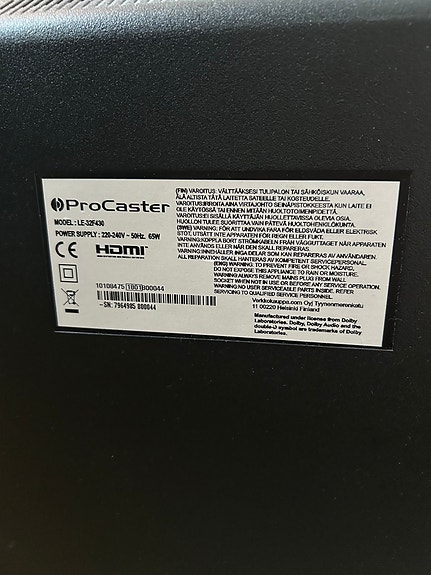 ProCaster
MODEL : LE-32F430
POWER SUPPLY : 220-240V ~ 50Hz. 65W
CE HDMI
10108475 180 B00044
-SN: 7964985 B00044
(FIN) VAROITUS: VÄLTTÄÄKSESI TULIPALON TAI SÄHKÖISKUN VAARAA,
ÄLÄ ALTISTA TÄTÄ LAITETTA SATEELLE TAI KOSTEUDELLE.
VAROITUS:IRROITA AINA VIRTAJOHTO SEINÄPISTOKKEESTA KUN LAITE EI
OLE KÄYTÖSSÄ TAI ENNEN MITÄÄN HUOLTOTOIMENPIDETTÄ.
VAROITUS:EI SISÄLLÄ KÄYTTÄJÄN HUOLLETTAVISSA OLEVIA OSIA.
HUOLLON TULEE SUORITTAA VAIN PÄTEVÄ HUOLTOHENKILÖKUNTA.
(SWE) VARNING: FÖR ATT UNDVIKA FARA FÖR ELDSVÅDA ELLER ELEKTRISK
STÖT, UTSÄTT INTE APPARATEN FÖR REGN ELLER FUKT.
VARNING:KOPPLA BORT STRÖMKABELN FRÅN VÄGGUTTAGET NÄR APPARATEN
INTE ANVÄNDS ELLER NÄR DEN SKALL REPARERAS.
VARNING:INNEHÅLLER INGA DELAR SOM KAN REPARERAS AV ANVÄNDAREN.
ALL REPARATION SKALL HANTERAS AV KOMPETENT SERVICEPERSONAL.
(ENG) WARNING: TO PREVENT FIRE OR SHOCK HAZARD,
DO NOT EXPOSE THIS APPLIANCE TO RAIN OR MOISTURE.
WARNING:ALWAYS REMOVE MAINS PLUG FROM WALL
SOCKET WHEN NOT IN USE OR BEFORE ANY SERVICE OPERATION.
WARNING:NO USER SERVICEABLE PARTS INSIDE. REFER
SERVICING TO QUALIFIED SERVICE PERSONNEL.
Verkkokauppa.com Oyj Tyynenmerenkatu
11 00220 Helsinki Finland
Manufactured under license from Dolby
Laboratories. Dolby, Dolby Audio and the
double-D symbol are trademarks of Dolby
Laboratories.